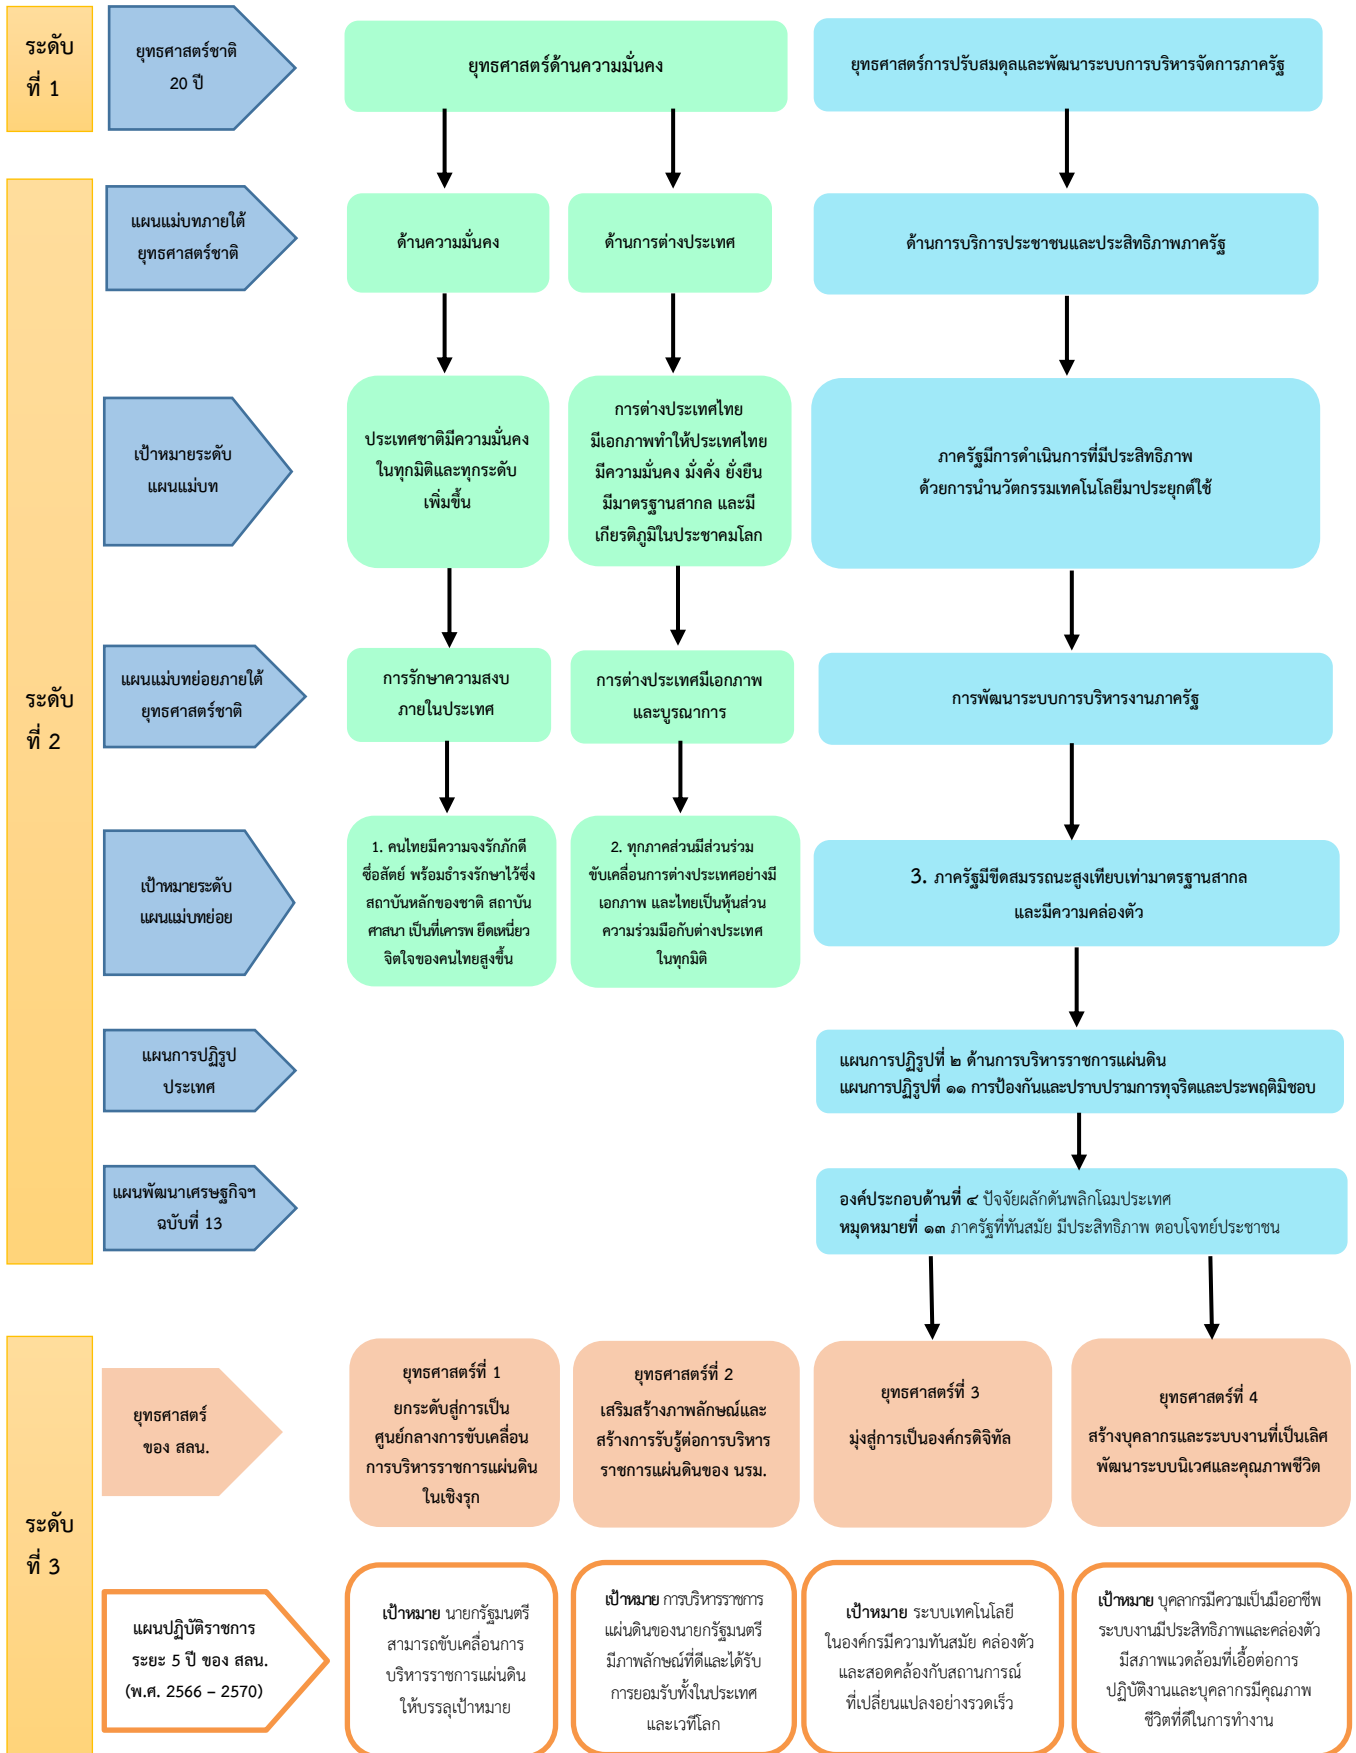 ระดับ
ที่ 1
ยุทธศาสตร์ชาติ
20 ปี
ยุทธศาสตร์ด้านความมั่นคง
ยุทธศาสตร์การปรับสมดุลและพัฒนาระบบการบริหารจัดการภาครัฐ
ระดับ
ที่ 2
แผนแม่บทภายใต้
ยุทธศาสตร์ชาติ
ด้านความมั่นคง
ด้านการต่างประเทศ
ด้านการบริการประชาชนและประสิทธิภาพภาครัฐ
เป้าหมายระดับ
แผนแม่บท
ประเทศชาติมีความมั่นคง
ในทุกมิติและทุกระดับ
เพิ่มขึ้น
การต่างประเทศไทย
มีเอกภาพทำให้ประเทศไทย
มีความมั่นคง มั่งคั่ง ยั่งยืน
มีมาตรฐานสากล และมี
เกียรติภูมิในประชาคมโลก
ภาครัฐมีการดำเนินการที่มีประสิทธิภาพ
ด้วยการนำนวัตกรรมเทคโนโลยีมาประยุกต์ใช้
แผนแม่บทย่อยภายใต้
ยุทธศาสตร์ชาติ
การรักษาความสงบ
ภายในประเทศ
การต่างประเทศมีเอกภาพ
และบูรณาการ
การพัฒนาระบบการบริหารงานภาครัฐ
เป้าหมายระดับ
แผนแม่บทย่อย
1. คนไทยมีความจงรักภักดี
ซื่อสัตย์ พร้อมธำรงรักษาไว้ซึ่ง
สถาบันหลักของชาติ สถาบัน
ศาสนา เป็นที่เคารพ ยึดเหนี่ยว
จิตใจของคนไทยสูงขึ้น
2. ทุกภาคส่วนมีส่วนร่วม
ขับเคลื่อนการต่างประเทศอย่างมี
เอกภาพ และไทยเป็นหุ้นส่วน
ความร่วมมือกับต่างประเทศ
ในทุกมิติ
3. ภาครัฐมีขีดสมรรถนะสูงเทียบเท่ามาตรฐานสากล
และมีความคล่องตัว
แผนการปฏิรูป
ประเทศ
แผนการปฏิรูปที่ ๒ ด้านการบริหารราชการแผ่นดิน
แผนการปฏิรูปที่ ๑๑ การป้องกันและปราบปรามการทุจริตและประพฤติมิชอบ
แผนพัฒนาเศรษฐกิจฯ
ฉบับที่ 13
องค์ประกอบด้านที่ ๔ ปัจจัยผลักดันพลิกโฉมประเทศ
หมุดหมายที่ ๑๓ ภาครัฐที่ทันสมัย มีประสิทธิภาพ ตอบโจทย์ประชาชน
ระดับ
ที่ 3
ยุทธศาสตร์
ของ สลน.
ยุทธศาสตร์ที่ 1
ยกระดับสู่การเป็น
ศูนย์กลางการขับเคลื่อน
การบริหารราชการแผ่นดิน
ในเชิงรุก
ยุทธศาสตร์ที่ 2
เสริมสร้างภาพลักษณ์และ
สร้างการรับรู้ต่อการบริหาร
ราชการแผ่นดินของ นรม.
ยุทธศาสตร์ที่ 3
มุ่งสู่การเป็นองค์กรดิจิทัล
ยุทธศาสตร์ที่ 4
สร้างบุคลากรและระบบงานที่เป็นเลิศ
พัฒนาระบบนิเวศและคุณภาพชีวิต
แผนปฏิบัติราชการ
ระยะ 5 ปี ของ สลน.
(พ.ศ. 2566 – 2570)
เป้าหมาย นายกรัฐมนตรี
สามารถขับเคลื่อนการ
บริหารราชการแผ่นดิน
ให้บรรลุเป้าหมาย
เป้าหมาย การบริหารราชการ
แผ่นดินของนายกรัฐมนตรี
มีภาพลักษณ์ที่ดีและได้รับ
การยอมรับทั้งในประเทศ
และเวทีโลก
เป้าหมาย ระบบเทคโนโลยี
ในองค์กรมีความทันสมัย คล่องตัว
และสอดคล้องกับสถานการณ์
ที่เปลี่ยนแปลงอย่างรวดเร็ว
เป้าหมาย บุคลากรมีความเป็นมืออาชีพ
ระบบงานมีประสิทธิภาพและคล่องตัว
มีสภาพแวดล้อมที่เอื้อต่อการ
ปฏิบัติงานและบุคลากรมีคุณภาพ
ชีวิตที่ดีในการทำงาน